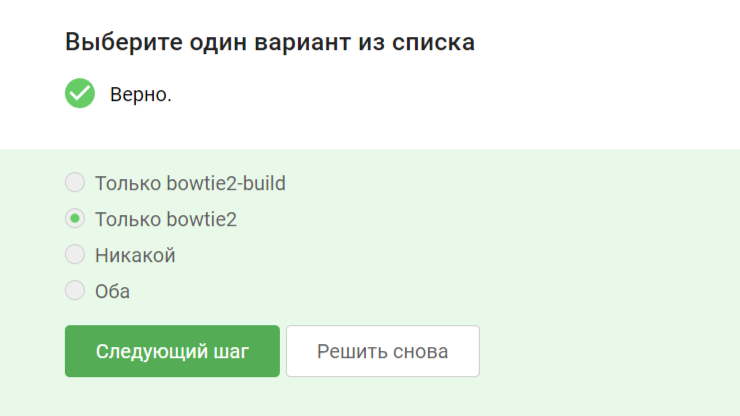 Выберите один вариант из списка
Верно.
Только bowtie2-build
Только bowtie2
Никакой
Оба
Следующий шаг Решить снова